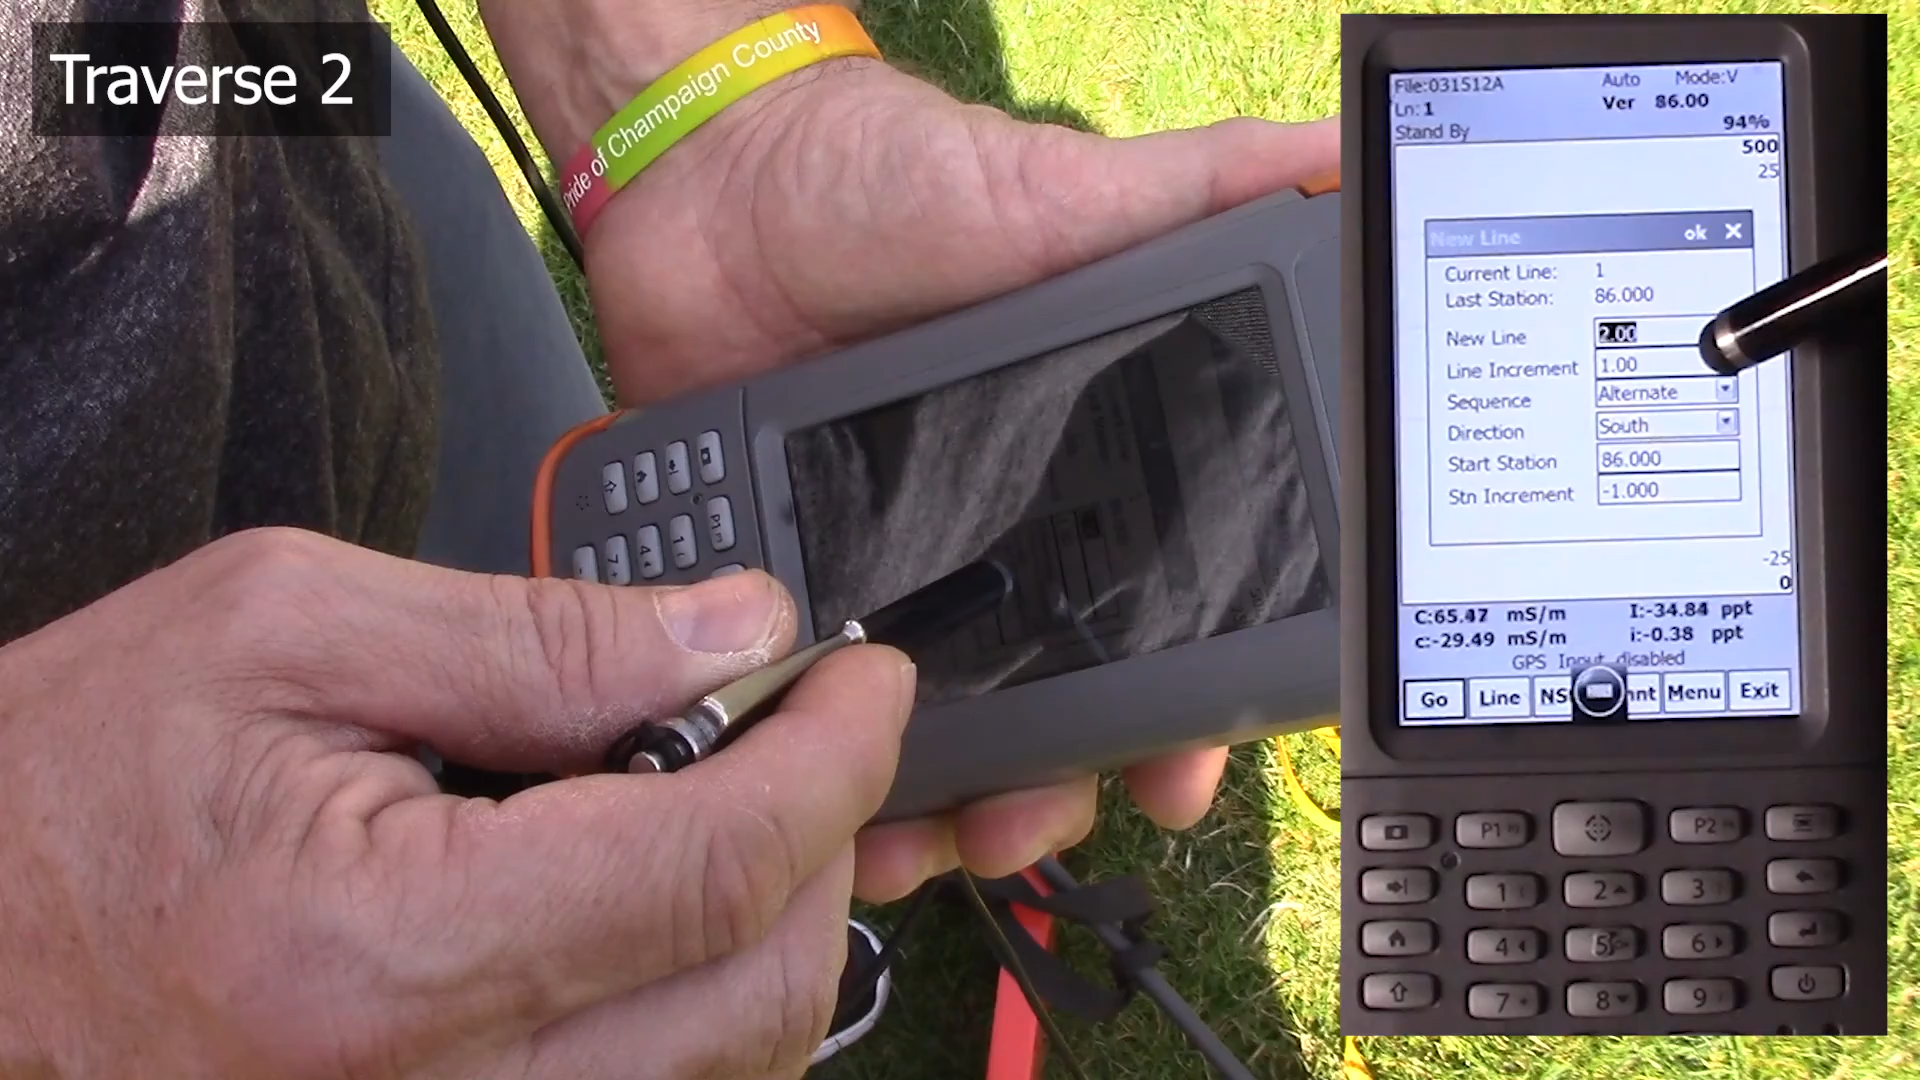 Traverse 2
Pride of Champaign County
File:031512A Auto Mode:V
Ln:1 Ver 86.00
Stand By 94%
500
25
New Line ok X
Current Line: 1
Last Station: 86.000
New Line 2.00
Line Increment 1.00
Sequence Alternate
Direction South
Start Station 86.000
Stn Increment -1.000
-25
0
C:65.47 mS/m I:-34.84 ppt
c:-29.49 mS/m i:-0.38 ppt
GPS Input disabled
Go Line Menu Exit
P1 P2
1 2 3
4 5 6
7 8 9